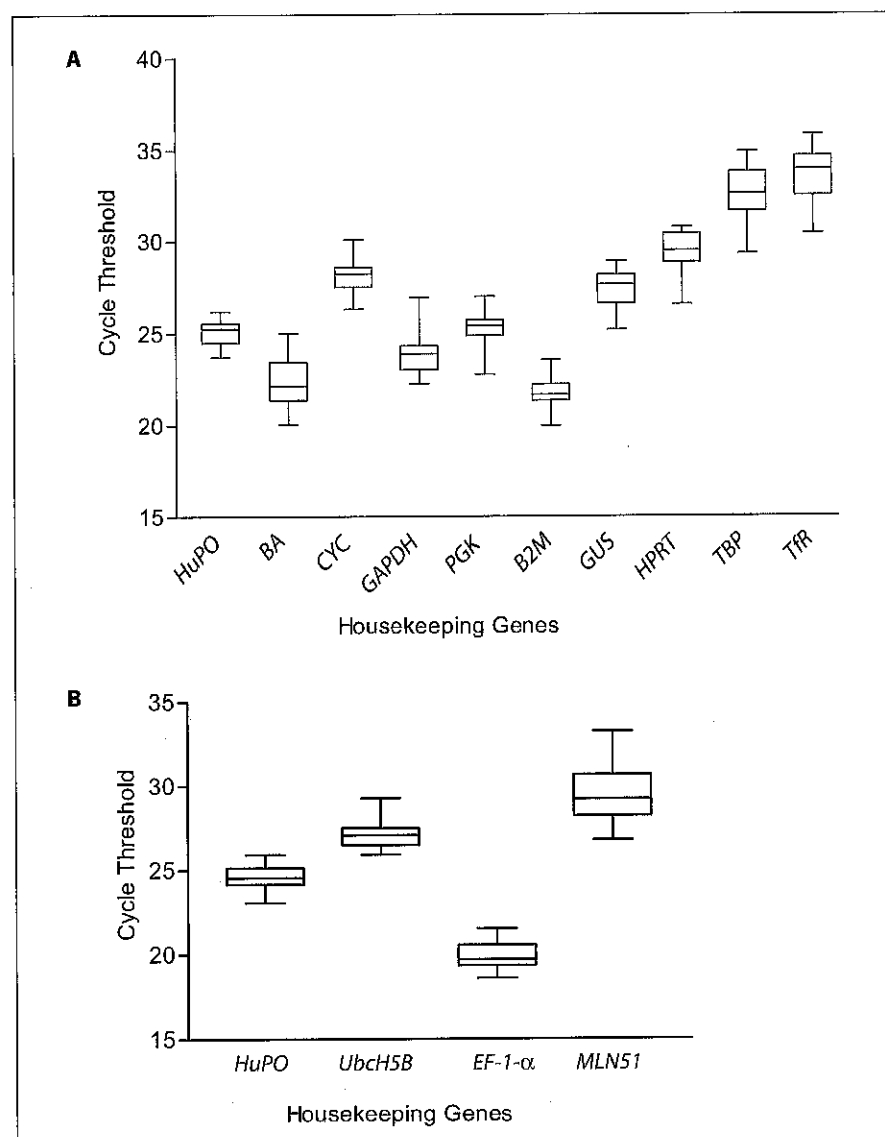 A
Cycle Threshold
40
35
30
25
20
15
HuPO
BA
CYC
GAPDH
PGK
B2M
GUS
HPRT
TBP
TfR
Housekeeping Genes
B
Cycle Threshold
35
30
25
20
15
HuPO
UbcH5B
EF-1-α
MLN51
Housekeeping Genes